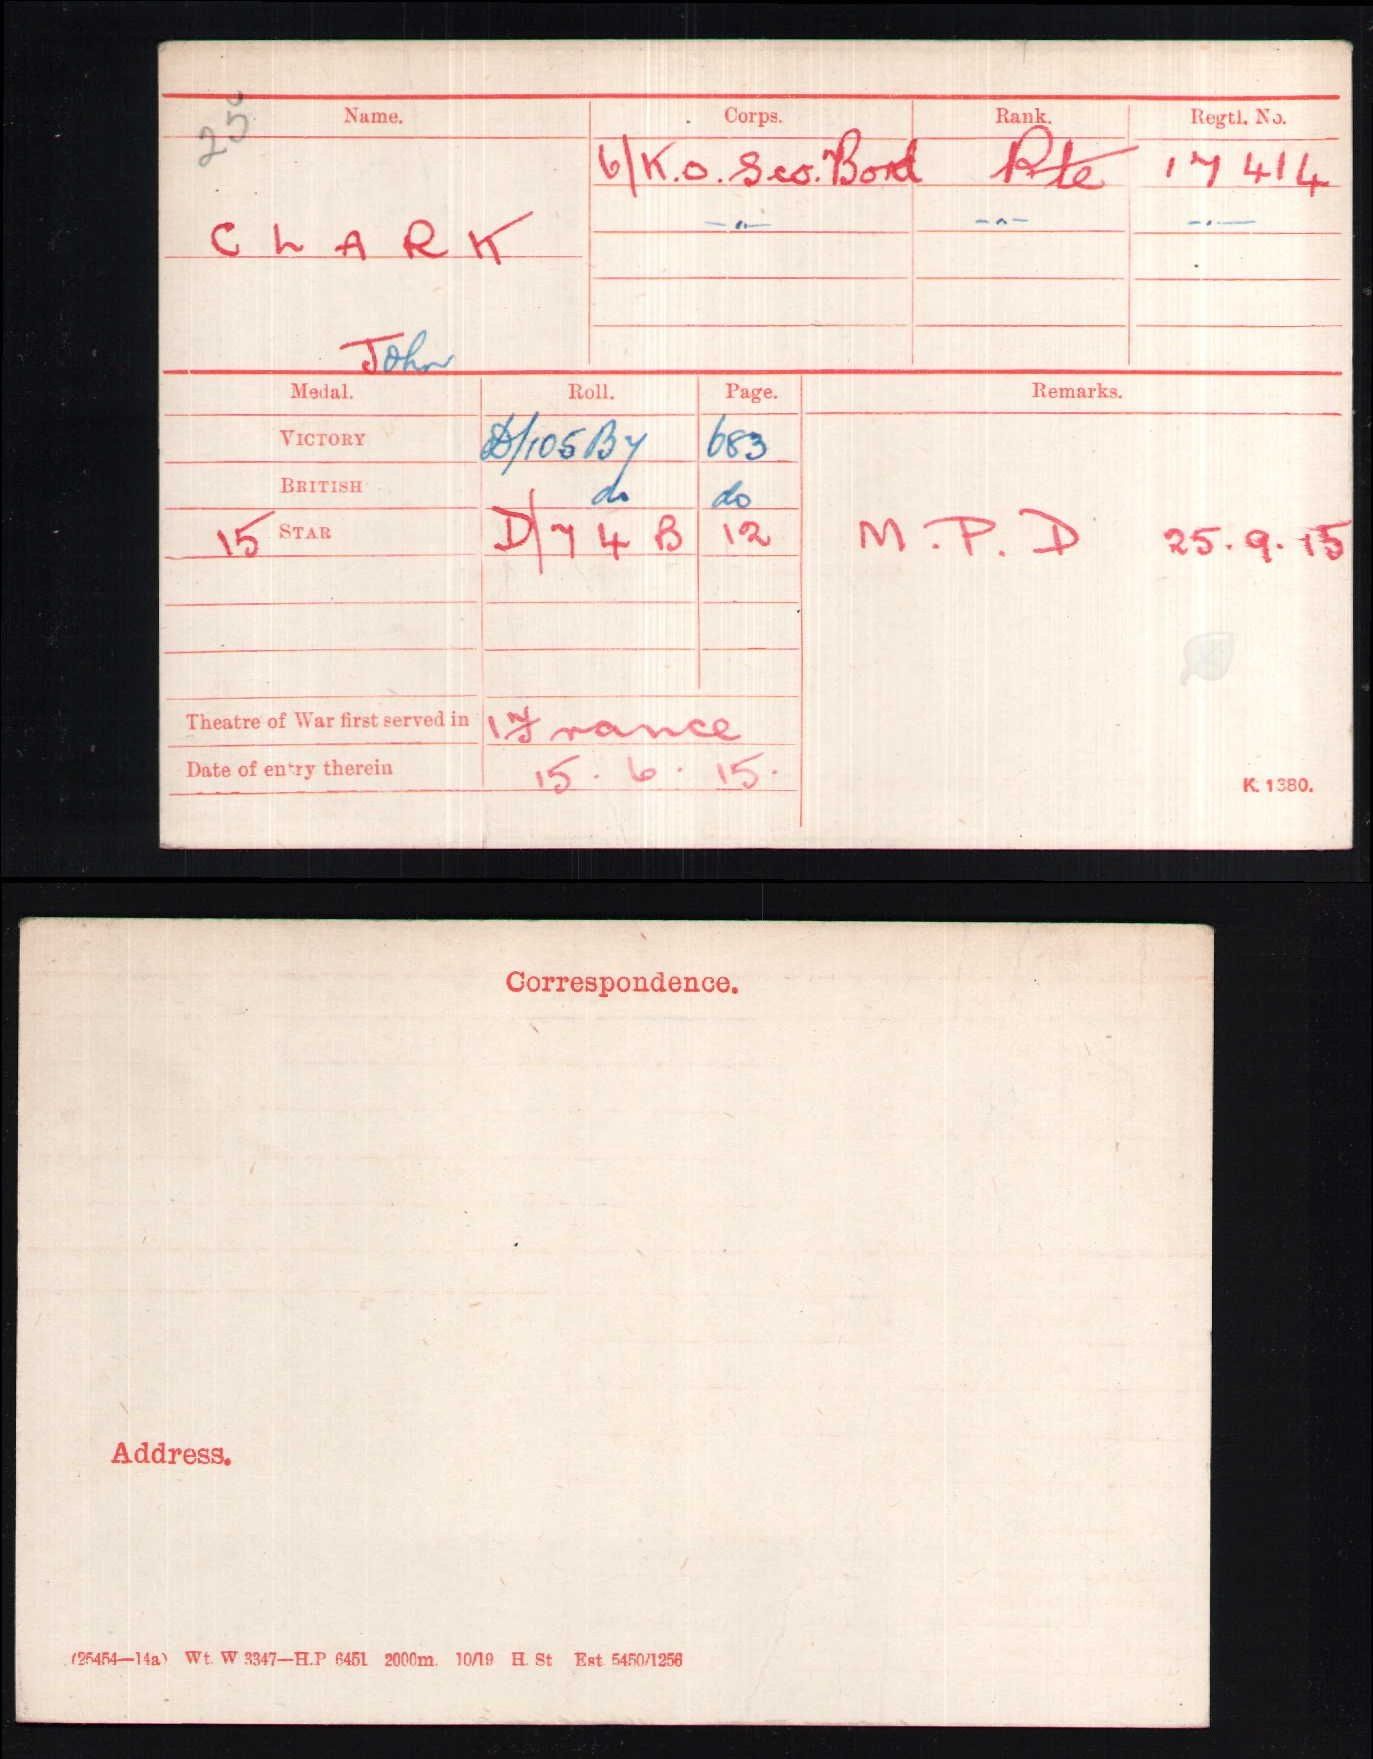 25
Name. Corps. Rank. Regtl. No.
6/K.O. Sco. Bord Pte 17414
CLARK —"— —"— —"—
John
Medal. Roll. Page. Remarks.
VICTORY D/105 B7 683
BRITISH do do
15 STAR D/74B 12 M.P.D 25.9.15
Theatre of War first served in 1 France
Date of entry therein 15.6.15.
K. 1380.
Correspondence.
Address.
(25454—14a) Wt. W 3347—H.P 6451 2000m. 10/19 H. St Est 5450/1256